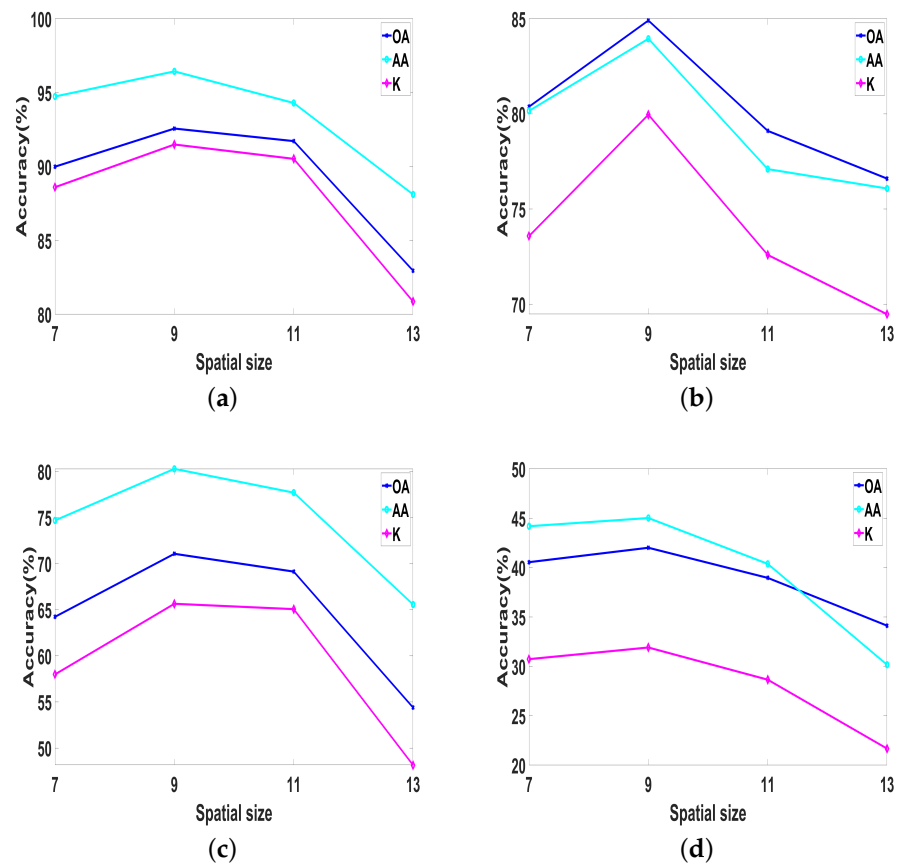 100
95
90
85
80
Accuracy(%)
7 9 11 13
Spatial size
OA
AA
K
(a)
85
80
75
70
Accuracy(%)
7 9 11 13
Spatial size
OA
AA
K
(b)
80
75
70
65
60
55
50
Accuracy(%)
7 9 11 13
Spatial size
OA
AA
K
(c)
50
45
40
35
30
25
20
Accuracy(%)
7 9 11 13
Spatial size
OA
AA
K
(d)